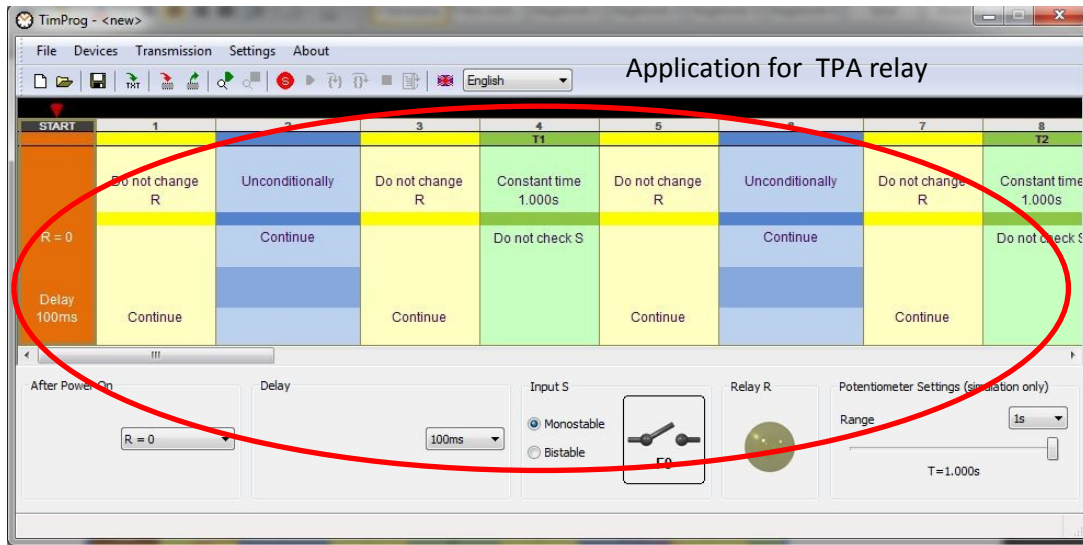 TimProg - <new>
File Devices Transmission Settings About
TXT
S
English
Application for TPA relay
START 1 2 3 4 5 6 7 8
T1 T2
Do not change Unconditionally Do not change Constant time Do not change Unconditionally Do not change Constant time
R R 1.000s R R 1.000s
R = 0 Continue Do not check S Continue Do not check S
Delay
100ms Continue Continue Continue Continue
After Power On Delay Input S Relay R Potentiometer Settings (simulation only)
Monostable Range 1s
R = 0 100ms
Bistable
T=1.000s